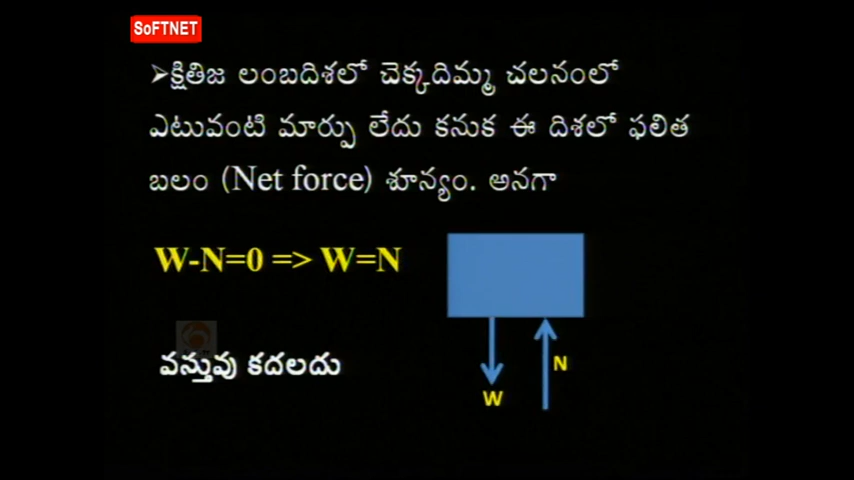 SoFTNET
➢క్షితిజ లంబదిశలో చెక్కదిమ్మ చలనంలో
ఎటువంటి మార్పు లేదు కనుక ఈ దిశలో ఫలిత
బలం (Net force) శూన్యం. అనగా
W-N=0 => W=N
N
వస్తువు కదలదు
W